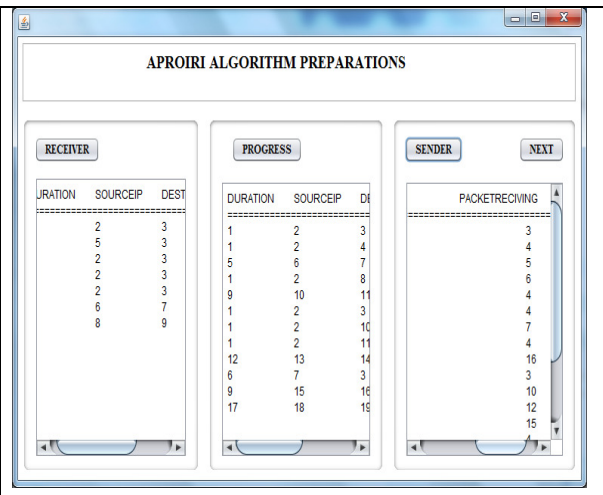 APROIRI ALGORITHM PREPARATIONS
RECEIVER
JRATION SOURCEIP DEST
==========================
2 3
5 3
2 3
2 3
2 3
6 7
8 9
PROGRESS
DURATION SOURCEIP DE
==========================
1 2 3
1 2 4
5 6 7
1 2 8
9 10 11
1 2 3
1 2 10
1 2 11
12 13 14
6 7 3
9 15 16
17 18 19
SENDER NEXT
PACKETRECIVING
==========================
3
4
5
6
4
4
7
4
16
3
10
12
15